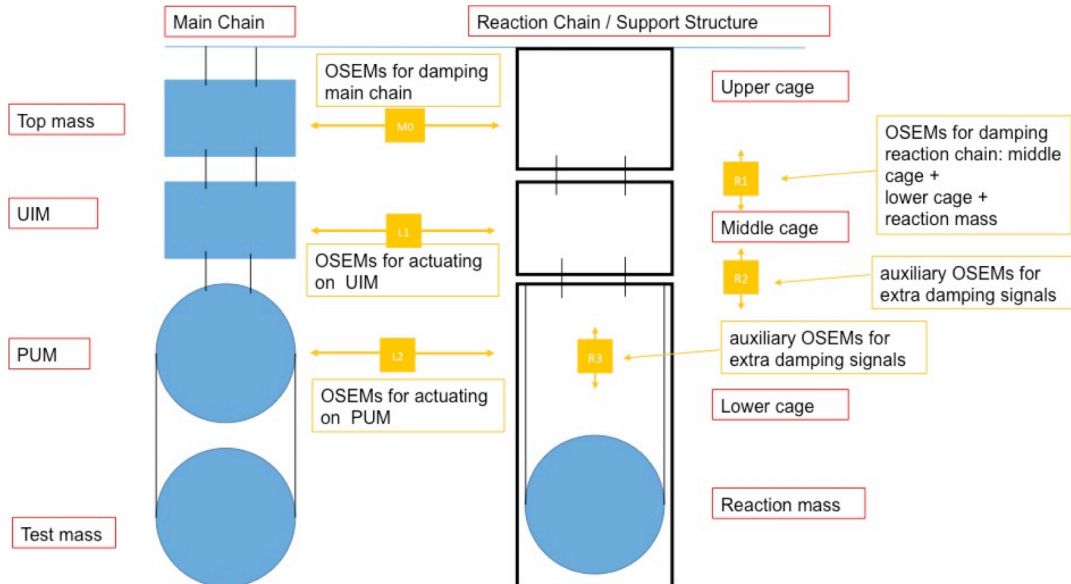 Main Chain
Reaction Chain / Support Structure
OSEMs for damping
main chain
Upper cage
Top mass
M0
OSEMs for damping
reaction chain: middle
cage +
lower cage +
reaction mass
R1
UIM
L1
Middle cage
OSEMs for actuating
on UIM
R2
auxiliary OSEMs for
extra damping signals
PUM
L2
R3
auxiliary OSEMs for
extra damping signals
OSEMs for actuating
on PUM
Lower cage
Test mass
Reaction mass